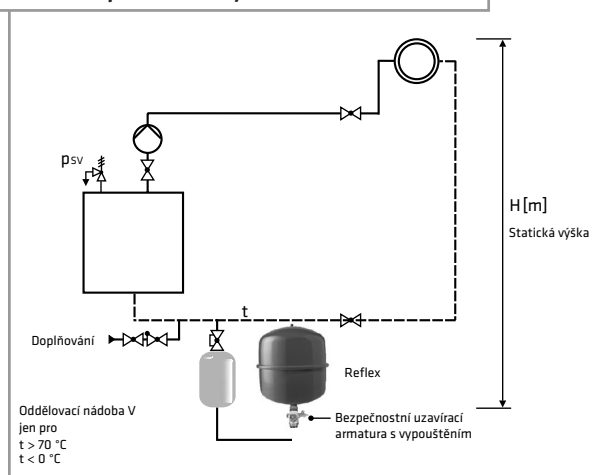 pSV
H [m]
Statická výška
t
Doplňování
Reflex
Oddělovací nádoba V
jen pro
t > 70 °C
t < 0 °C
Bezpečnostní uzavírací
armatura s vypouštěním